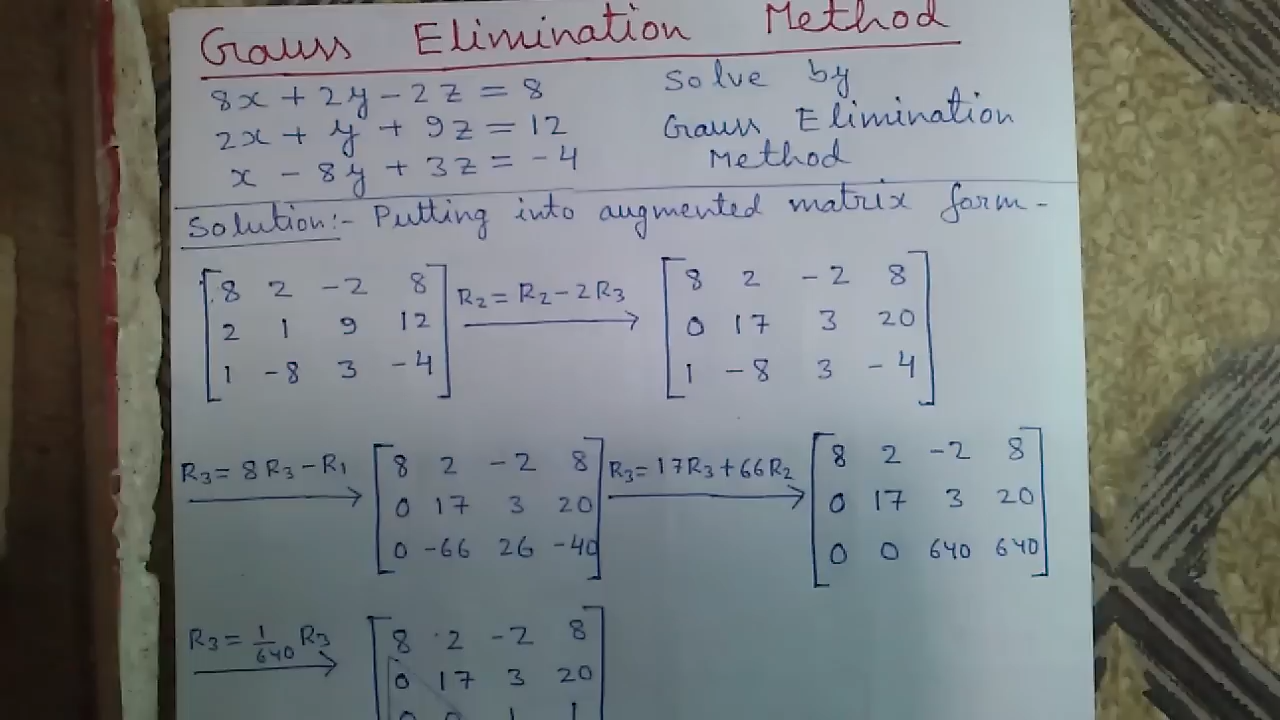 Gauss Elimination Method
8x + 2y - 2z = 8 Solve by
2x + y + 9z = 12 Gauss Elimination
x - 8y + 3z = -4 Method
Solution:- Putting into augmented matrix form-
8 2 -2 8 R2 = R2 - 2R3 8 2 -2 8
2 1 9 12 0 17 3 20
1 -8 3 -4 1 -8 3 -4
R3 = 8R3 - R1 8 2 -2 8 R3 = 17R3 + 66R2 8 2 -2 8
0 17 3 20 0 17 3 20
0 -66 26 -40 0 0 640 640
R3 = 1/640 R3 8 2 -2 8
0 17 3 20
0 0 1 1